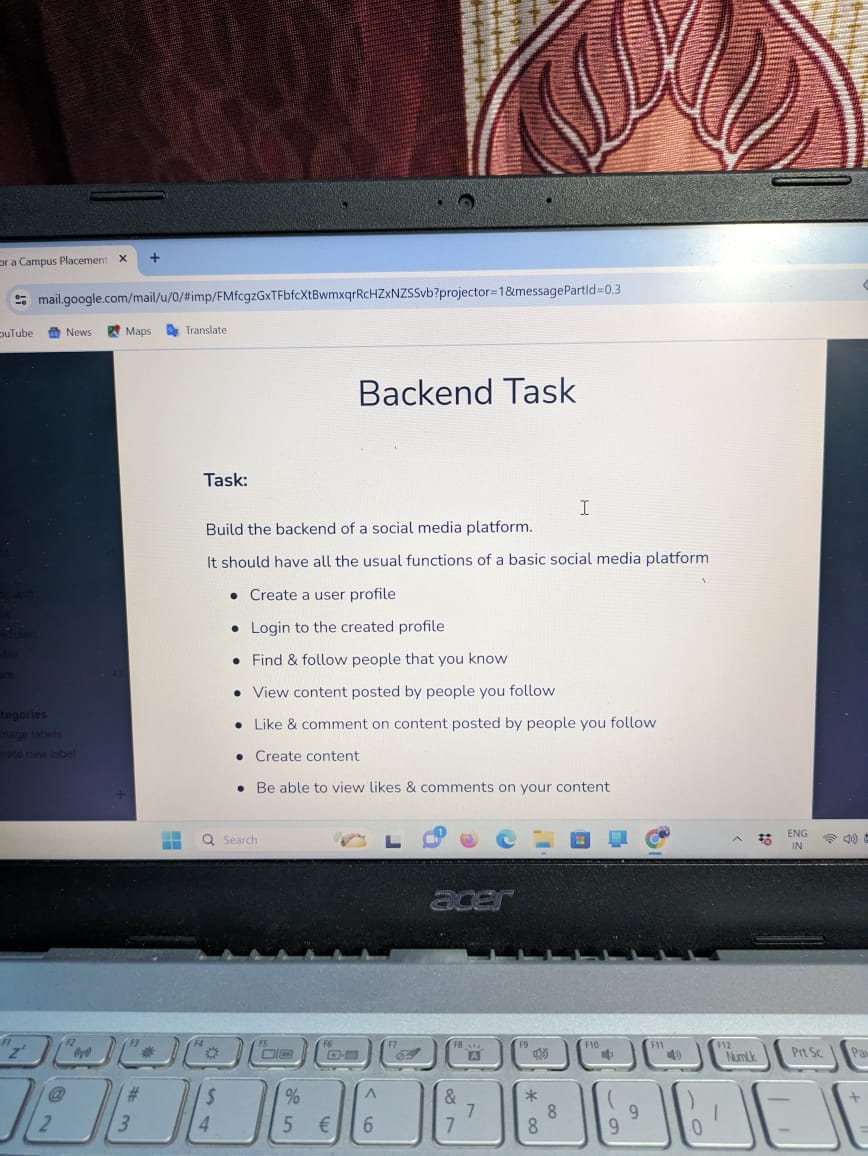 or a Campus Placement
mail.google.com/mail/u/0/#imp/FMfcgzGxTFbfcXtBwmxqrRcHZxNZSSvb?projector=1&messagePartId=0.3
ouTube News Maps Translate
Backend Task
Task:
Build the backend of a social media platform.
It should have all the usual functions of a basic social media platform
• Create a user profile
• Login to the created profile
• Find & follow people that you know
• View content posted by people you follow
• Like & comment on content posted by people you follow
• Create content
• Be able to view likes & comments on your content
tegories
eate new label
Search
1
ENG
IN
acer
F1 F2 F3 F4 F5 F6 F7 F8 F9 F10 F11 F12
NumLk Prt Sc Pa
@ # $ % ^ & * ( ) _ +
2 3 4 5 € 6 7 7 8 8 9 9 0 / - =